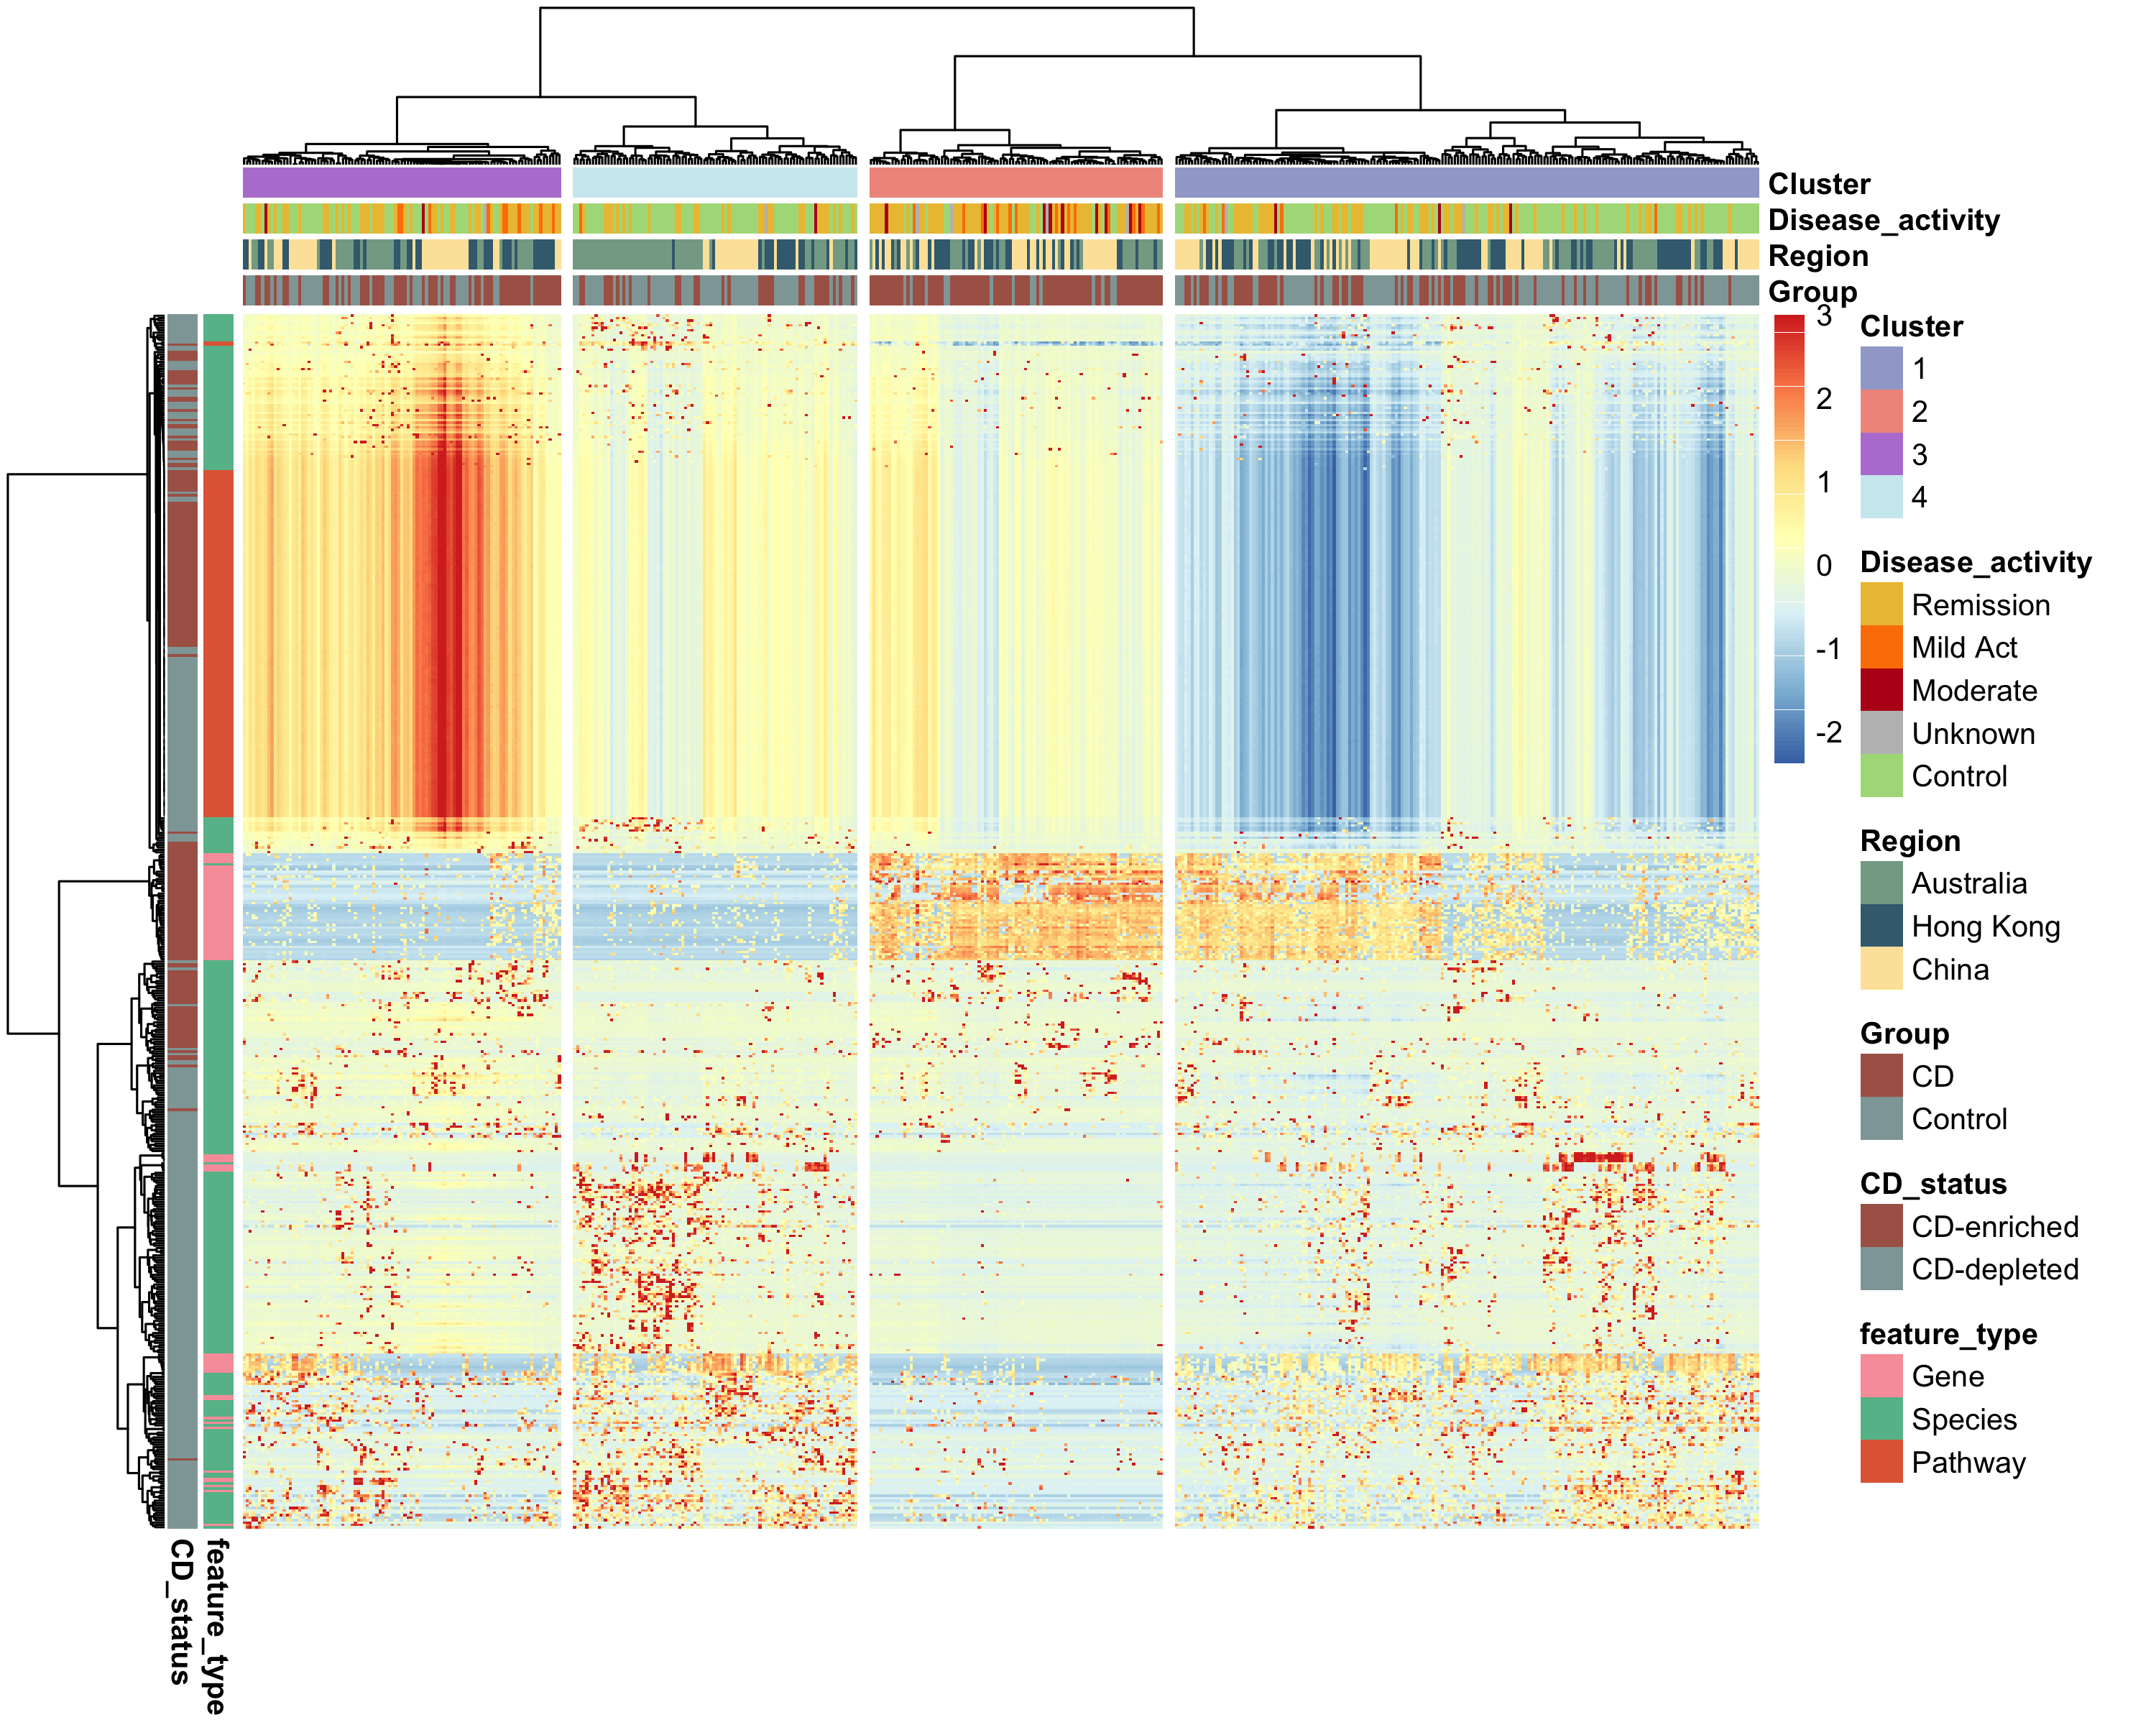 Cluster
Disease_activity
Region
Group
3
2
1
0
-1
-2
Cluster
1
2
3
4
Disease_activity
Remission
Mild Act
Moderate
Unknown
Control
Region
Australia
Hong Kong
China
Group
CD
Control
CD_status
CD-enriched
CD-depleted
feature_type
Gene
Species
Pathway
CD_status
feature_type